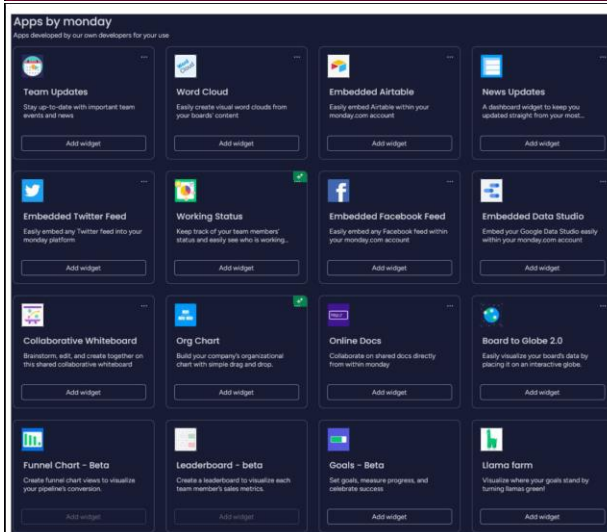 Apps by monday
Apps developed by our own developers for your use
Team Updates
Stay up-to-date with important team
events and news
Add widget
Word Cloud
Easily create visual word clouds from
your boards' content
Add widget
Embedded Airtable
Easily embed Airtable within your
monday.com account
Add widget
News Updates
A dashboard widget to keep you
updated straight from your most...
Add widget
Embedded Twitter Feed
Easily embed any Twitter feed into your
monday platform
Add widget
Working Status
Keep track of your team members'
status and easily see who is working...
Add widget
Embedded Facebook Feed
Easily embed any Facebook feed within
your monday.com account
Add widget
Embedded Data Studio
Embed your Google Data Studio easily
within your monday.com account
Add widget
Collaborative Whiteboard
Brainstorm, edit, and create together on
this shared collaborative whiteboard
Add widget
Org Chart
Build your company's organizational
chart with simple drag and drop.
Add widget
Online Docs
Collaborate on shared docs directly
from within monday
Add widget
Board to Globe 2.0
Easily visualize your board's data by
placing it on an interactive globe.
Add widget
Funnel Chart - Beta
Create funnel chart views to visualize
your pipeline's conversion.
Add widget
Leaderboard - beta
Create a leaderboard to visualize each
team member's sales metrics.
Add widget
Goals - Beta
Set goals, measure progress, and
celebrate success
Add widget
Llama farm
Visualize where your goals stand by
turning llamas green!
Add widget